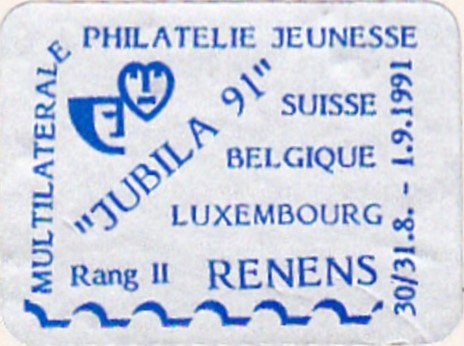 MULTILATERALE
PHILATELIE JEUNESSE
"JUBILA 91"
SUISSE
BELGIQUE
LUXEMBOURG
Rang II RENENS
30/31.8. - 1.9.1991